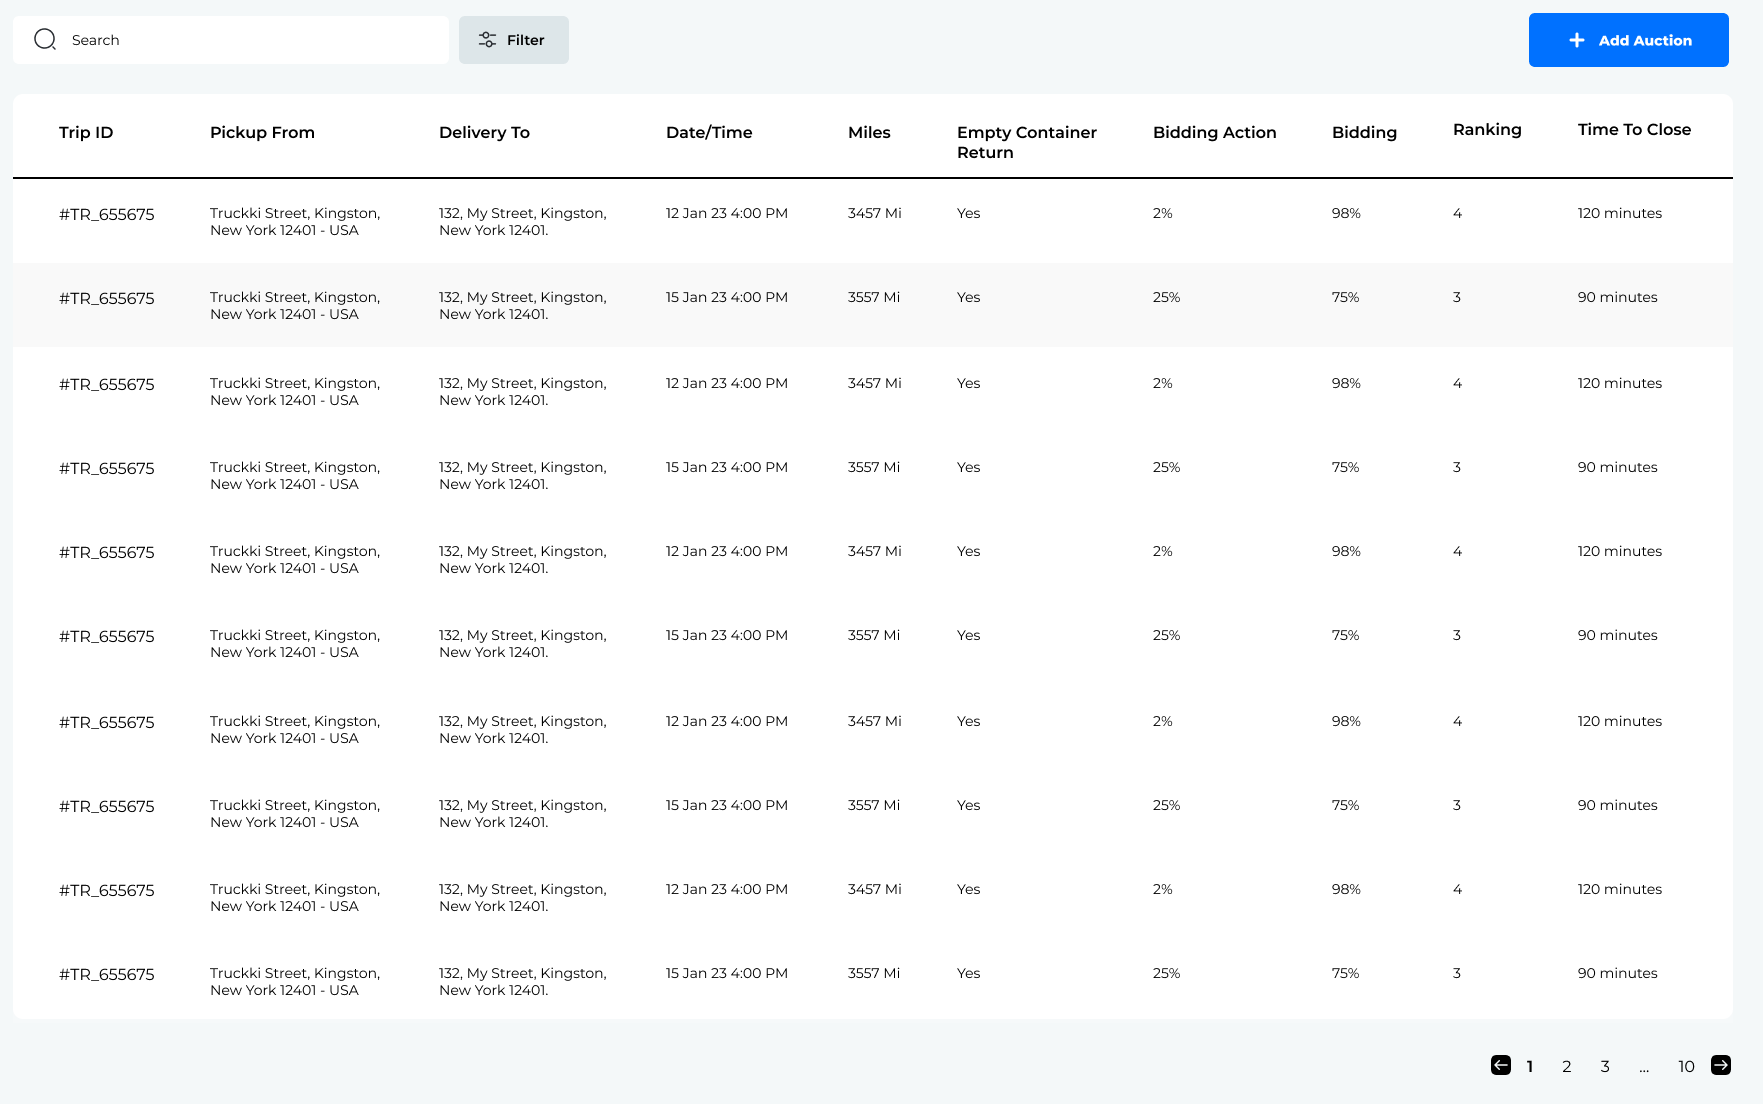 Search Filter + Add Auction
Trip ID Pickup From Delivery To Date/Time Miles Empty Container Bidding Action Bidding Ranking Time To Close
Return
#TR_655675 Truckki Street, Kingston, 132, My Street, Kingston, 12 Jan 23 4:00 PM 3457 Mi Yes 2% 98% 4 120 minutes
New York 12401 - USA New York 12401.
#TR_655675 Truckki Street, Kingston, 132, My Street, Kingston, 15 Jan 23 4:00 PM 3557 Mi Yes 25% 75% 3 90 minutes
New York 12401 - USA New York 12401.
#TR_655675 Truckki Street, Kingston, 132, My Street, Kingston, 12 Jan 23 4:00 PM 3457 Mi Yes 2% 98% 4 120 minutes
New York 12401 - USA New York 12401.
#TR_655675 Truckki Street, Kingston, 132, My Street, Kingston, 15 Jan 23 4:00 PM 3557 Mi Yes 25% 75% 3 90 minutes
New York 12401 - USA New York 12401.
#TR_655675 Truckki Street, Kingston, 132, My Street, Kingston, 12 Jan 23 4:00 PM 3457 Mi Yes 2% 98% 4 120 minutes
New York 12401 - USA New York 12401.
#TR_655675 Truckki Street, Kingston, 132, My Street, Kingston, 15 Jan 23 4:00 PM 3557 Mi Yes 25% 75% 3 90 minutes
New York 12401 - USA New York 12401.
#TR_655675 Truckki Street, Kingston, 132, My Street, Kingston, 12 Jan 23 4:00 PM 3457 Mi Yes 2% 98% 4 120 minutes
New York 12401 - USA New York 12401.
#TR_655675 Truckki Street, Kingston, 132, My Street, Kingston, 15 Jan 23 4:00 PM 3557 Mi Yes 25% 75% 3 90 minutes
New York 12401 - USA New York 12401.
#TR_655675 Truckki Street, Kingston, 132, My Street, Kingston, 12 Jan 23 4:00 PM 3457 Mi Yes 2% 98% 4 120 minutes
New York 12401 - USA New York 12401.
#TR_655675 Truckki Street, Kingston, 132, My Street, Kingston, 15 Jan 23 4:00 PM 3557 Mi Yes 25% 75% 3 90 minutes
New York 12401 - USA New York 12401.
1 2 3 ... 10